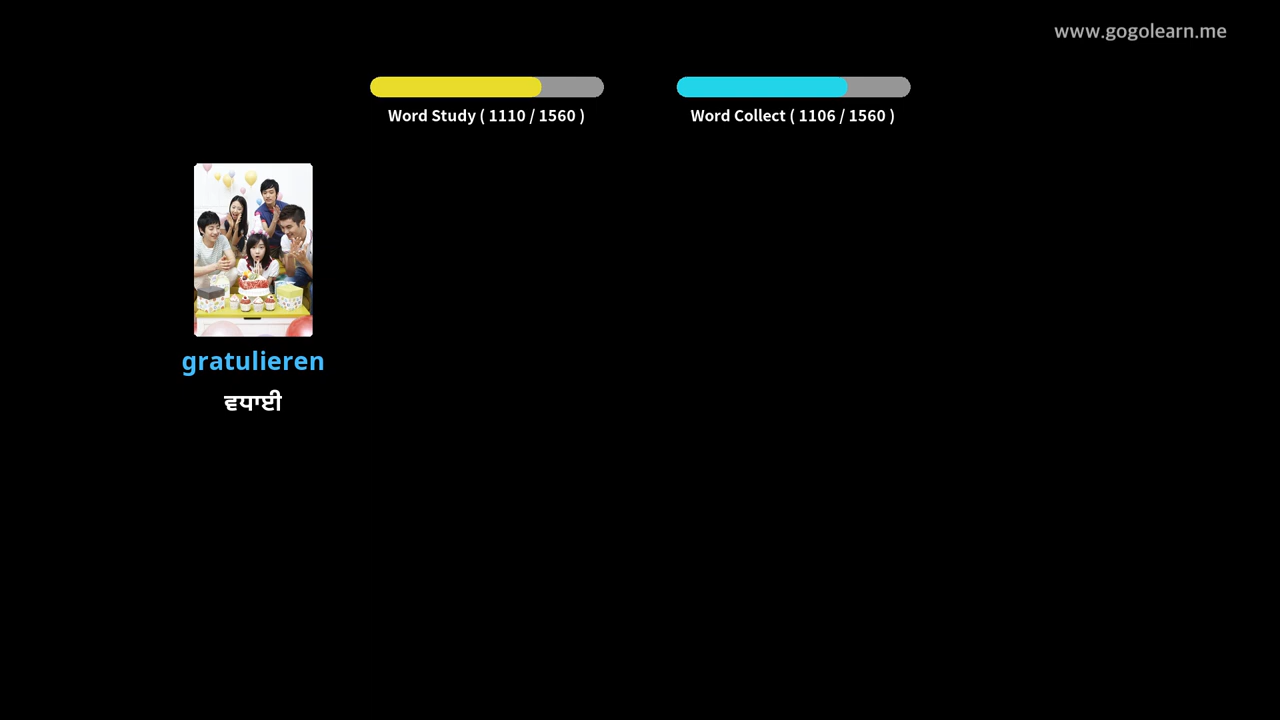 www.gogolearn.me
Word Study ( 1110 / 1560 )
Word Collect ( 1106 / 1560 )
gratulieren
ਵਧਾਈ